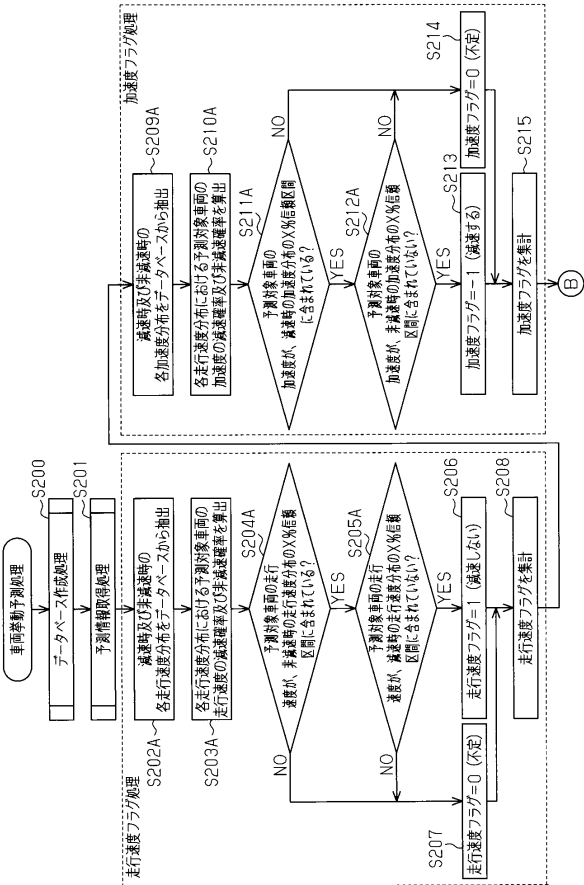 車両挙動予測処理
データベース作成処理
S200
予測情報取得処理
S201
走行速度フラグ処理
減速時及び非減速時の
各走行速度分布をデータベースから抽出
S202A
各走行速度分布における予測対象車両の
走行速度の減速確率及び非減速確率を算出
S203A
S204A
予測対象車両の走行
速度が、非減速時の走行速度分布のX%信頼
区間に含まれている?
NO
YES
S205A
予測対象車両の走行
速度が、減速時の走行速度分布のX%信頼
区間に含まれていない?
NO
YES
S206
走行速度フラグ=1 (減速しない)
S207
走行速度フラグ=0 (不定)
S208
走行速度フラグを集計
加速度フラグ処理
減速時及び非減速時の
各加速度分布をデータベースから抽出
S209A
各走行速度分布における予測対象車両の
加速度の減速確率及び非減速確率を算出
S210A
S211A
予測対象車両の
加速度が、減速時の加速度分布のX%信頼区間
に含まれている?
NO
YES
S212A
予測対象車両の
加速度が、非減速時の加速度分布のX%信頼
区間に含まれていない?
NO
YES
S213
加速度フラグ=-1 (減速する)
S214
加速度フラグ=0 (不定)
S215
加速度フラグを集計
B